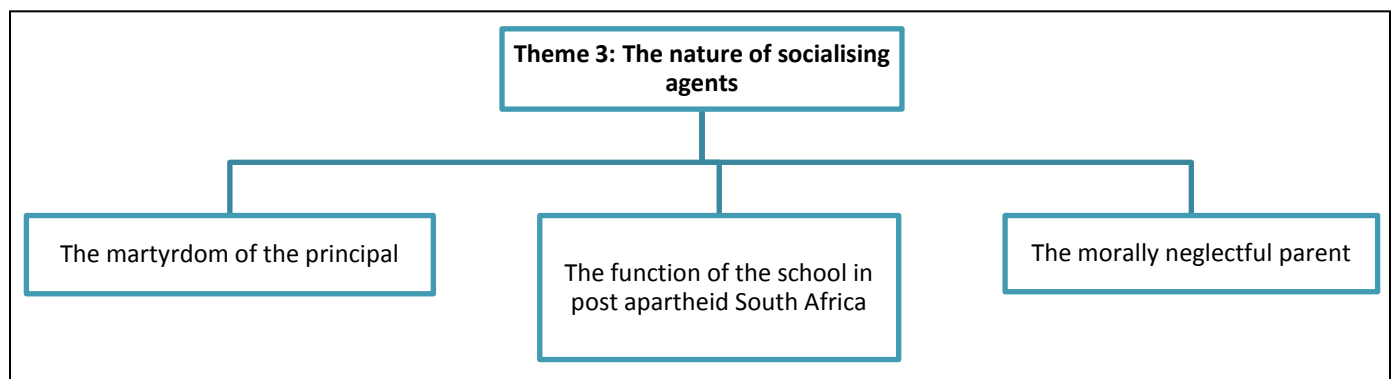 Theme 3: The nature of socialising
agents
The martyrdom of the principal
The function of the school in
post apartheid South Africa
The morally neglectful parent